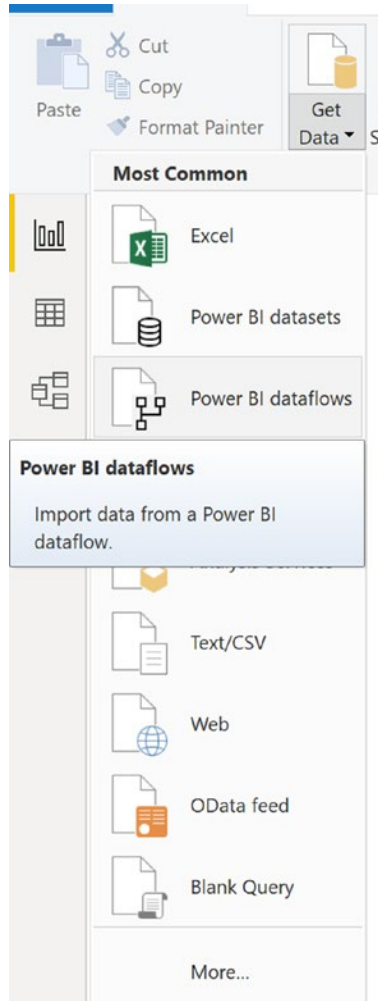 Cut
Copy
Paste
Format Painter
Get
Data
S
Most Common
Excel
Power BI datasets
Power BI dataflows
Power BI dataflows
Import data from a Power BI
dataflow.
Text/CSV
Web
OData feed
Blank Query
More...